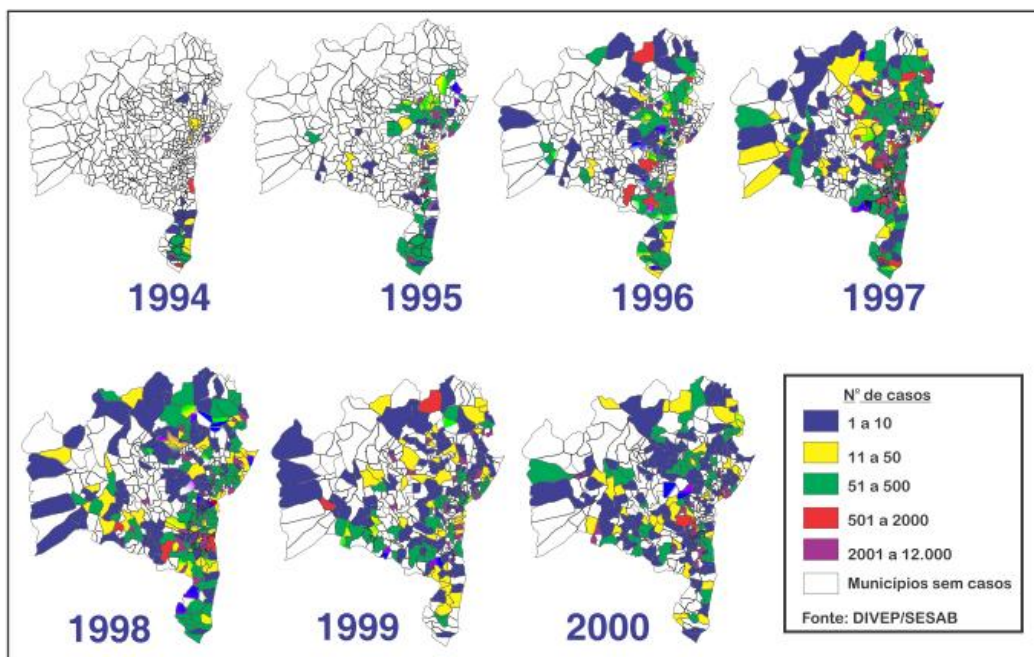 1994
1995
1996
1997
1998
1999
2000
N° de casos
1 a 10
11 a 50
51 a 500
501 a 2000
2001 a 12.000
Municípios sem casos
Fonte: DIVEP/SESAB